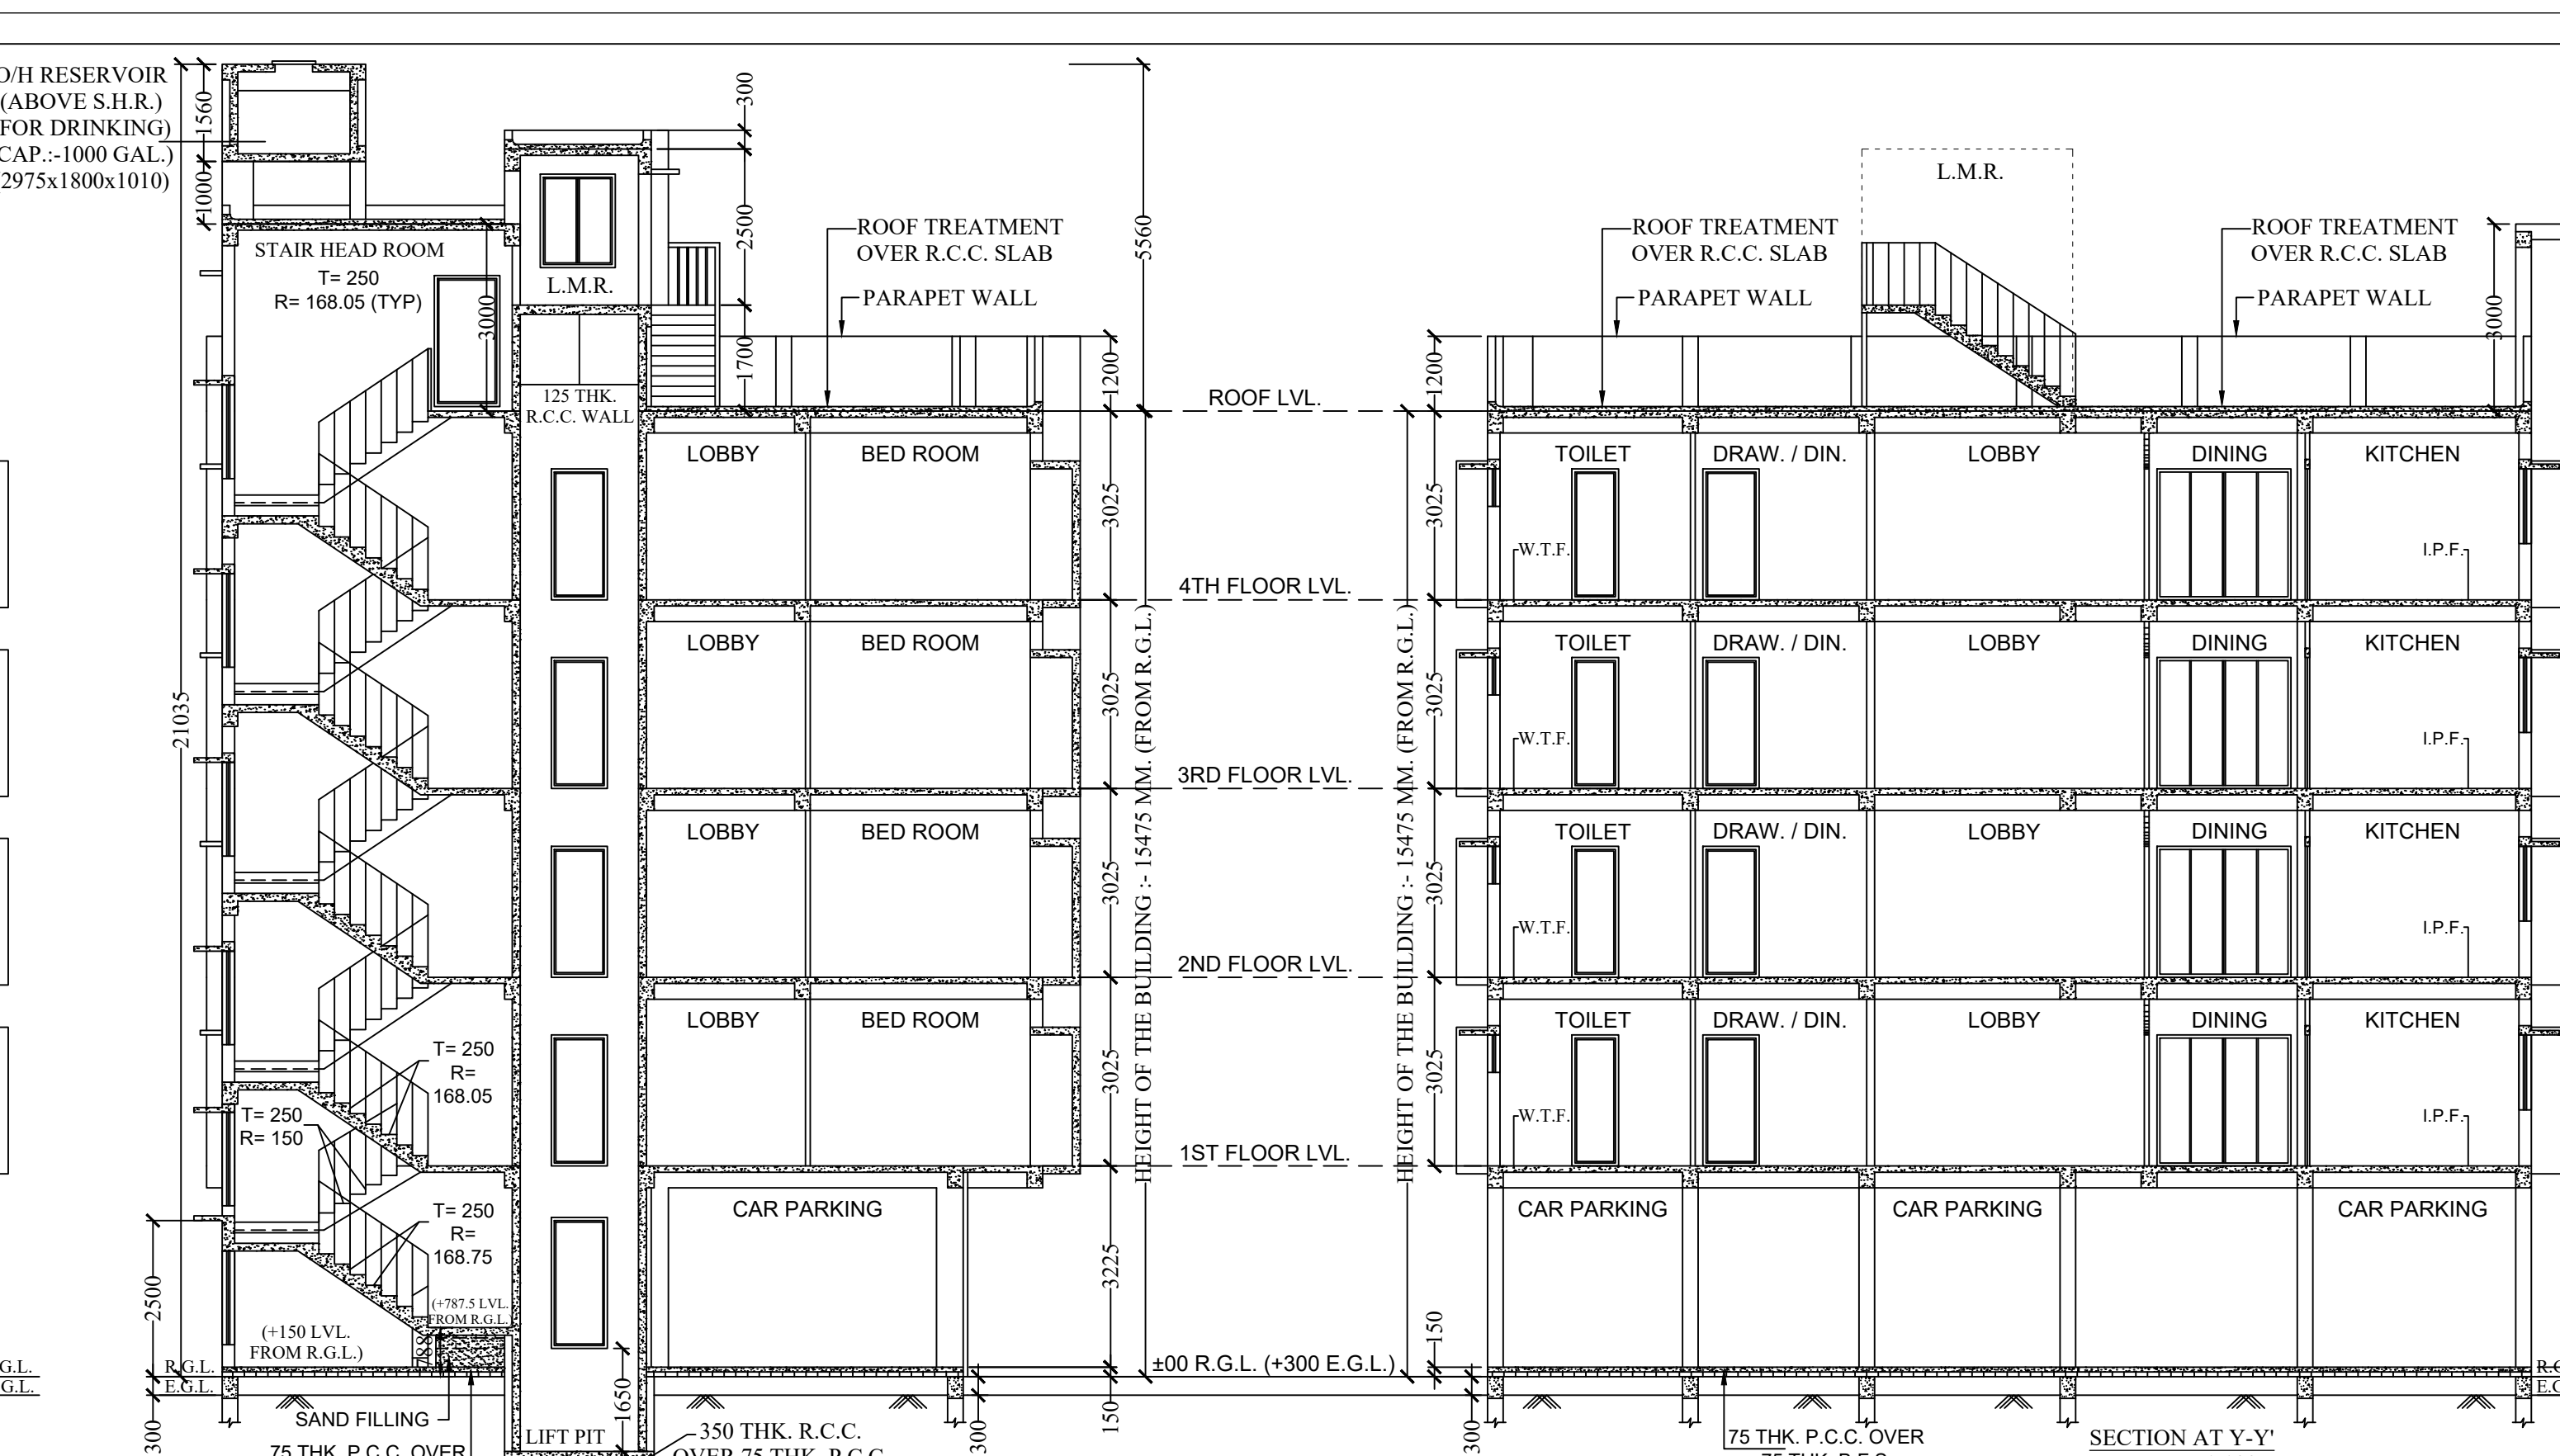 O/H RESERVOIR
(ABOVE S.H.R.)
FOR DRINKING)
CAP.:-1000 GAL.)
2975x1800x1010)
1560
1000
21035
300
2500
1700
STAIR HEAD ROOM
T= 250
R= 168.05 (TYP)
3000
L.M.R.
125 THK.
R.C.C. WALL
ROOF TREATMENT
OVER R.C.C. SLAB
PARAPET WALL
5560
1200
ROOF LVL.
1200
L.M.R.
ROOF TREATMENT
OVER R.C.C. SLAB
PARAPET WALL
ROOF TREATMENT
OVER R.C.C. SLAB
PARAPET WALL
3000
LOBBY BED ROOM
3025
3025
TOILET DRAW. / DIN. LOBBY DINING KITCHEN
W.T.F.
I.P.F.
4TH FLOOR LVL.
LOBBY BED ROOM
3025
3025
TOILET DRAW. / DIN. LOBBY DINING KITCHEN
W.T.F.
I.P.F.
3RD FLOOR LVL.
HEIGHT OF THE BUILDING :- 15475 MM. (FROM R.G.L.)
HEIGHT OF THE BUILDING :- 15475 MM. (FROM R.G.L.)
LOBBY BED ROOM
3025
3025
TOILET DRAW. / DIN. LOBBY DINING KITCHEN
W.T.F.
I.P.F.
2ND FLOOR LVL.
LOBBY BED ROOM
3025
3025
TOILET DRAW. / DIN. LOBBY DINING KITCHEN
W.T.F.
I.P.F.
1ST FLOOR LVL.
T= 250
R=
168.05
T= 250
R= 150
T= 250
R=
168.75
CAR PARKING
CAR PARKING CAR PARKING CAR PARKING
3225
2500
(+787.5 LVL.
FROM R.G.L.
788
(+150 LVL.
FROM R.G.L.)
150
±00 R.G.L. (+300 E.G.L.)
G.L.
G.L.
R.G.L.
E.G.L.
R.G
E.G
300
SAND FILLING
75 THK. P.C.C. OVER
LIFT PIT
1650
350 THK. R.C.C.
OVER 75 THK. P.C.C.
300
150
300
75 THK. P.C.C. OVER
SECTION AT Y-Y'